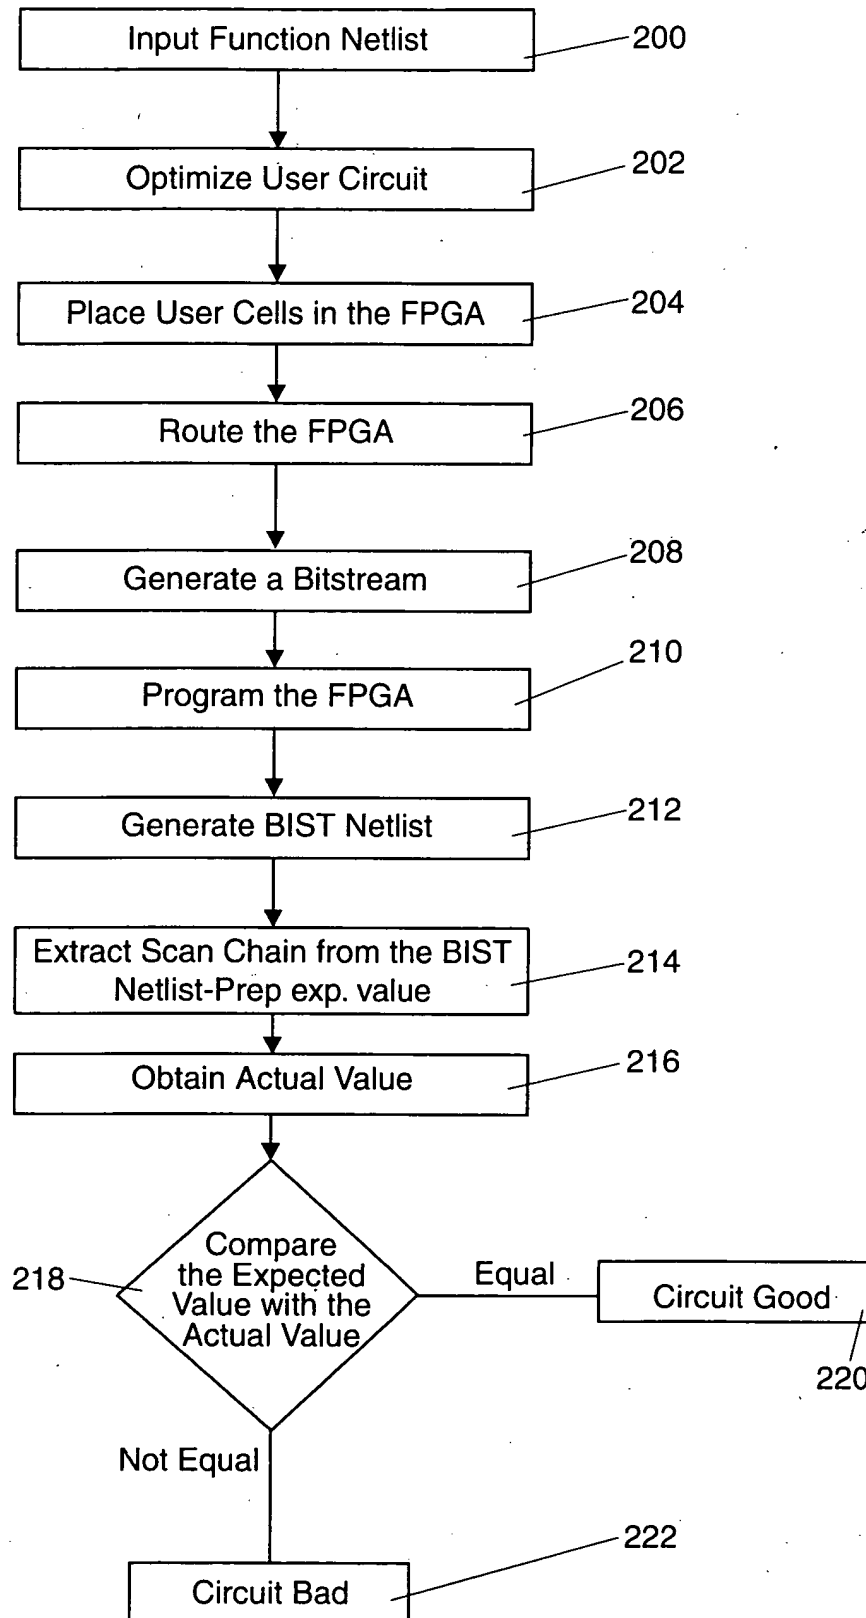 Input Function Netlist
200
Optimize User Circuit
202
Place User Cells in the FPGA
204
Route the FPGA
206
Generate a Bitstream
208
Program the FPGA
210
Generate BIST Netlist
212
Extract Scan Chain from the BIST
Netlist-Prep exp. value
214
Obtain Actual Value
216
Compare
the Expected
Value with the
Actual Value
218
Equal
Circuit Good
220
Not Equal
222
Circuit Bad